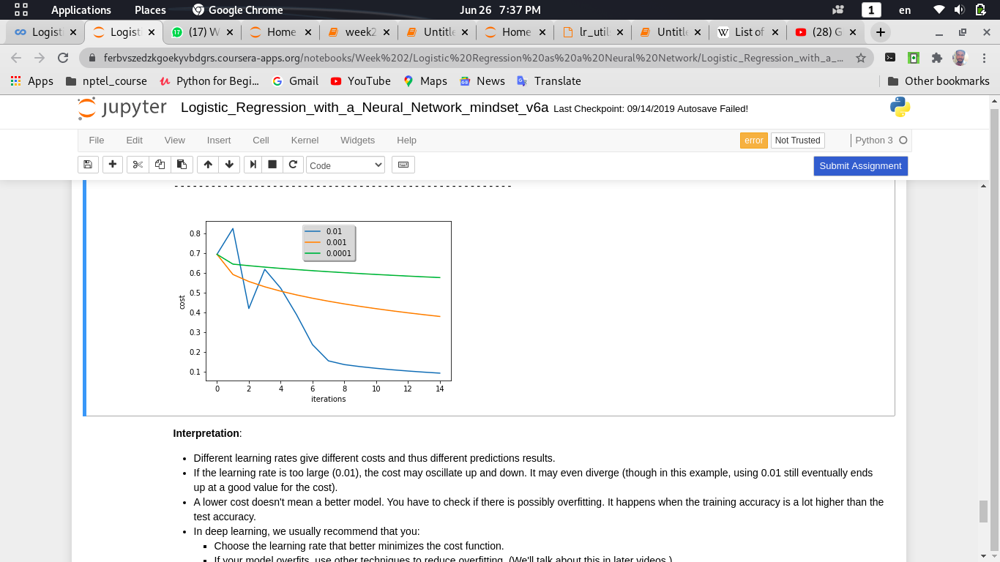 Applications Places Google Chrome Jun 26 7:37 PM 1 en
Logist Logist (17) W Home week2 Untitle Home lr_util Untitle List of (28) G
ferbvszedzkgoekyvbdgrs.coursera-apps.org/notebooks/Week%202/Logistic%20Regression%20as%20a%20Neural%20Network/Logistic_Regression_with_a_...
Apps nptel_course Python for Begi... Gmail YouTube Maps News Translate Other bookmarks
jupyter Logistic_Regression_with_a_Neural_Network_mindset_v6a Last Checkpoint: 09/14/2019 Autosave Failed!
File Edit View Insert Cell Kernel Widgets Help error Not Trusted Python 3
Code Submit Assignment
-------------------------------------------------------
0.01
0.001
0.0001
0.8
0.7
0.6
0.5
0.4
0.3
0.2
0.1
cost
0 2 4 6 8 10 12 14
iterations
Interpretation:
• Different learning rates give different costs and thus different predictions results.
• If the learning rate is too large (0.01), the cost may oscillate up and down. It may even diverge (though in this example, using 0.01 still eventually ends
up at a good value for the cost).
• A lower cost doesn't mean a better model. You have to check if there is possibly overfitting. It happens when the training accuracy is a lot higher than the
test accuracy.
• In deep learning, we usually recommend that you:
▪ Choose the learning rate that better minimizes the cost function.
▪ If your model overfits, use other techniques to reduce overfitting. (We'll talk about this in later videos.)